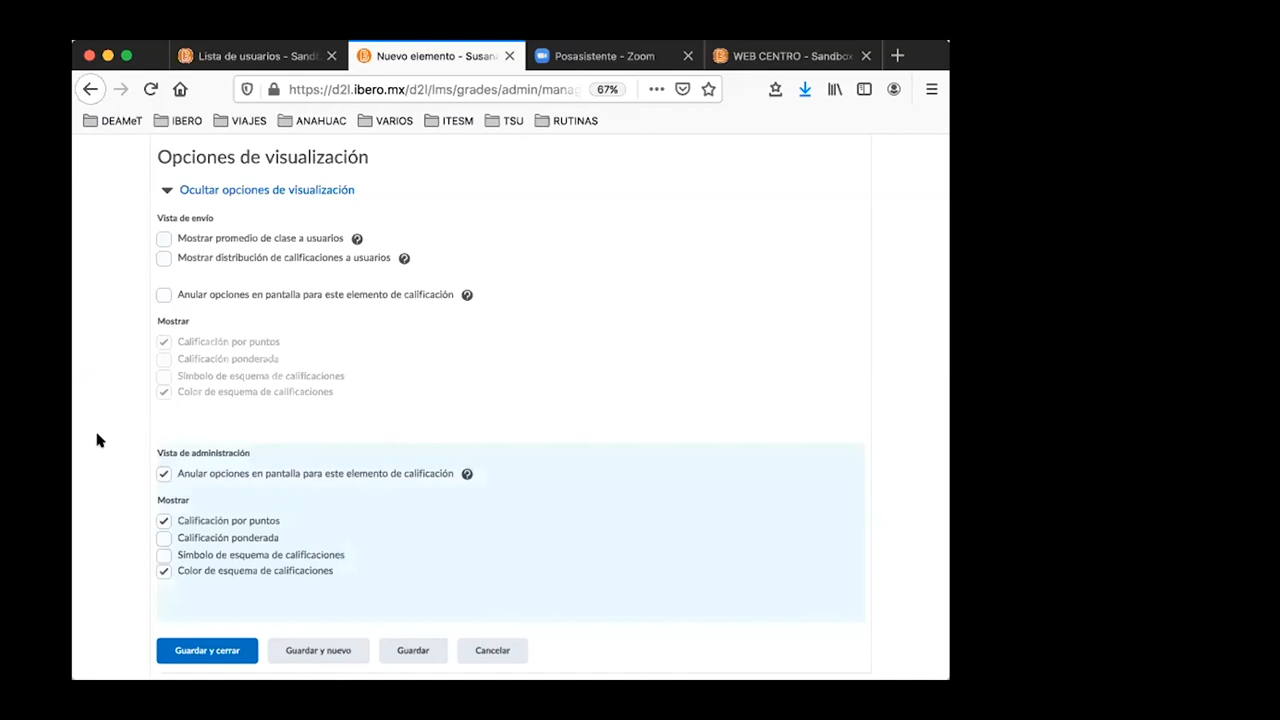 Lista de usuarios - Sand
Nuevo elemento - Susan
Posasistente - Zoom
WEB CENTRO - Sandbox
https://d2l.ibero.mx/d2l/lms/grades/admin/mana
67%
DEAMeT
IBERO
VIAJES
ANAHUAC
VARIOS
ITESM
TSU
RUTINAS
Opciones de visualización
Ocultar opciones de visualización
Vista de envío
Mostrar promedio de clase a usuarios
Mostrar distribución de calificaciones a usuarios
Anular opciones en pantalla para este elemento de calificación
Mostrar
Calificación por puntos
Calificación ponderada
Símbolo de esquema de calificaciones
Color de esquema de calificaciones
Vista de administración
Anular opciones en pantalla para este elemento de calificación
Mostrar
Calificación por puntos
Calificación ponderada
Símbolo de esquema de calificaciones
Color de esquema de calificaciones
Guardar y cerrar
Guardar y nuevo
Guardar
Cancelar